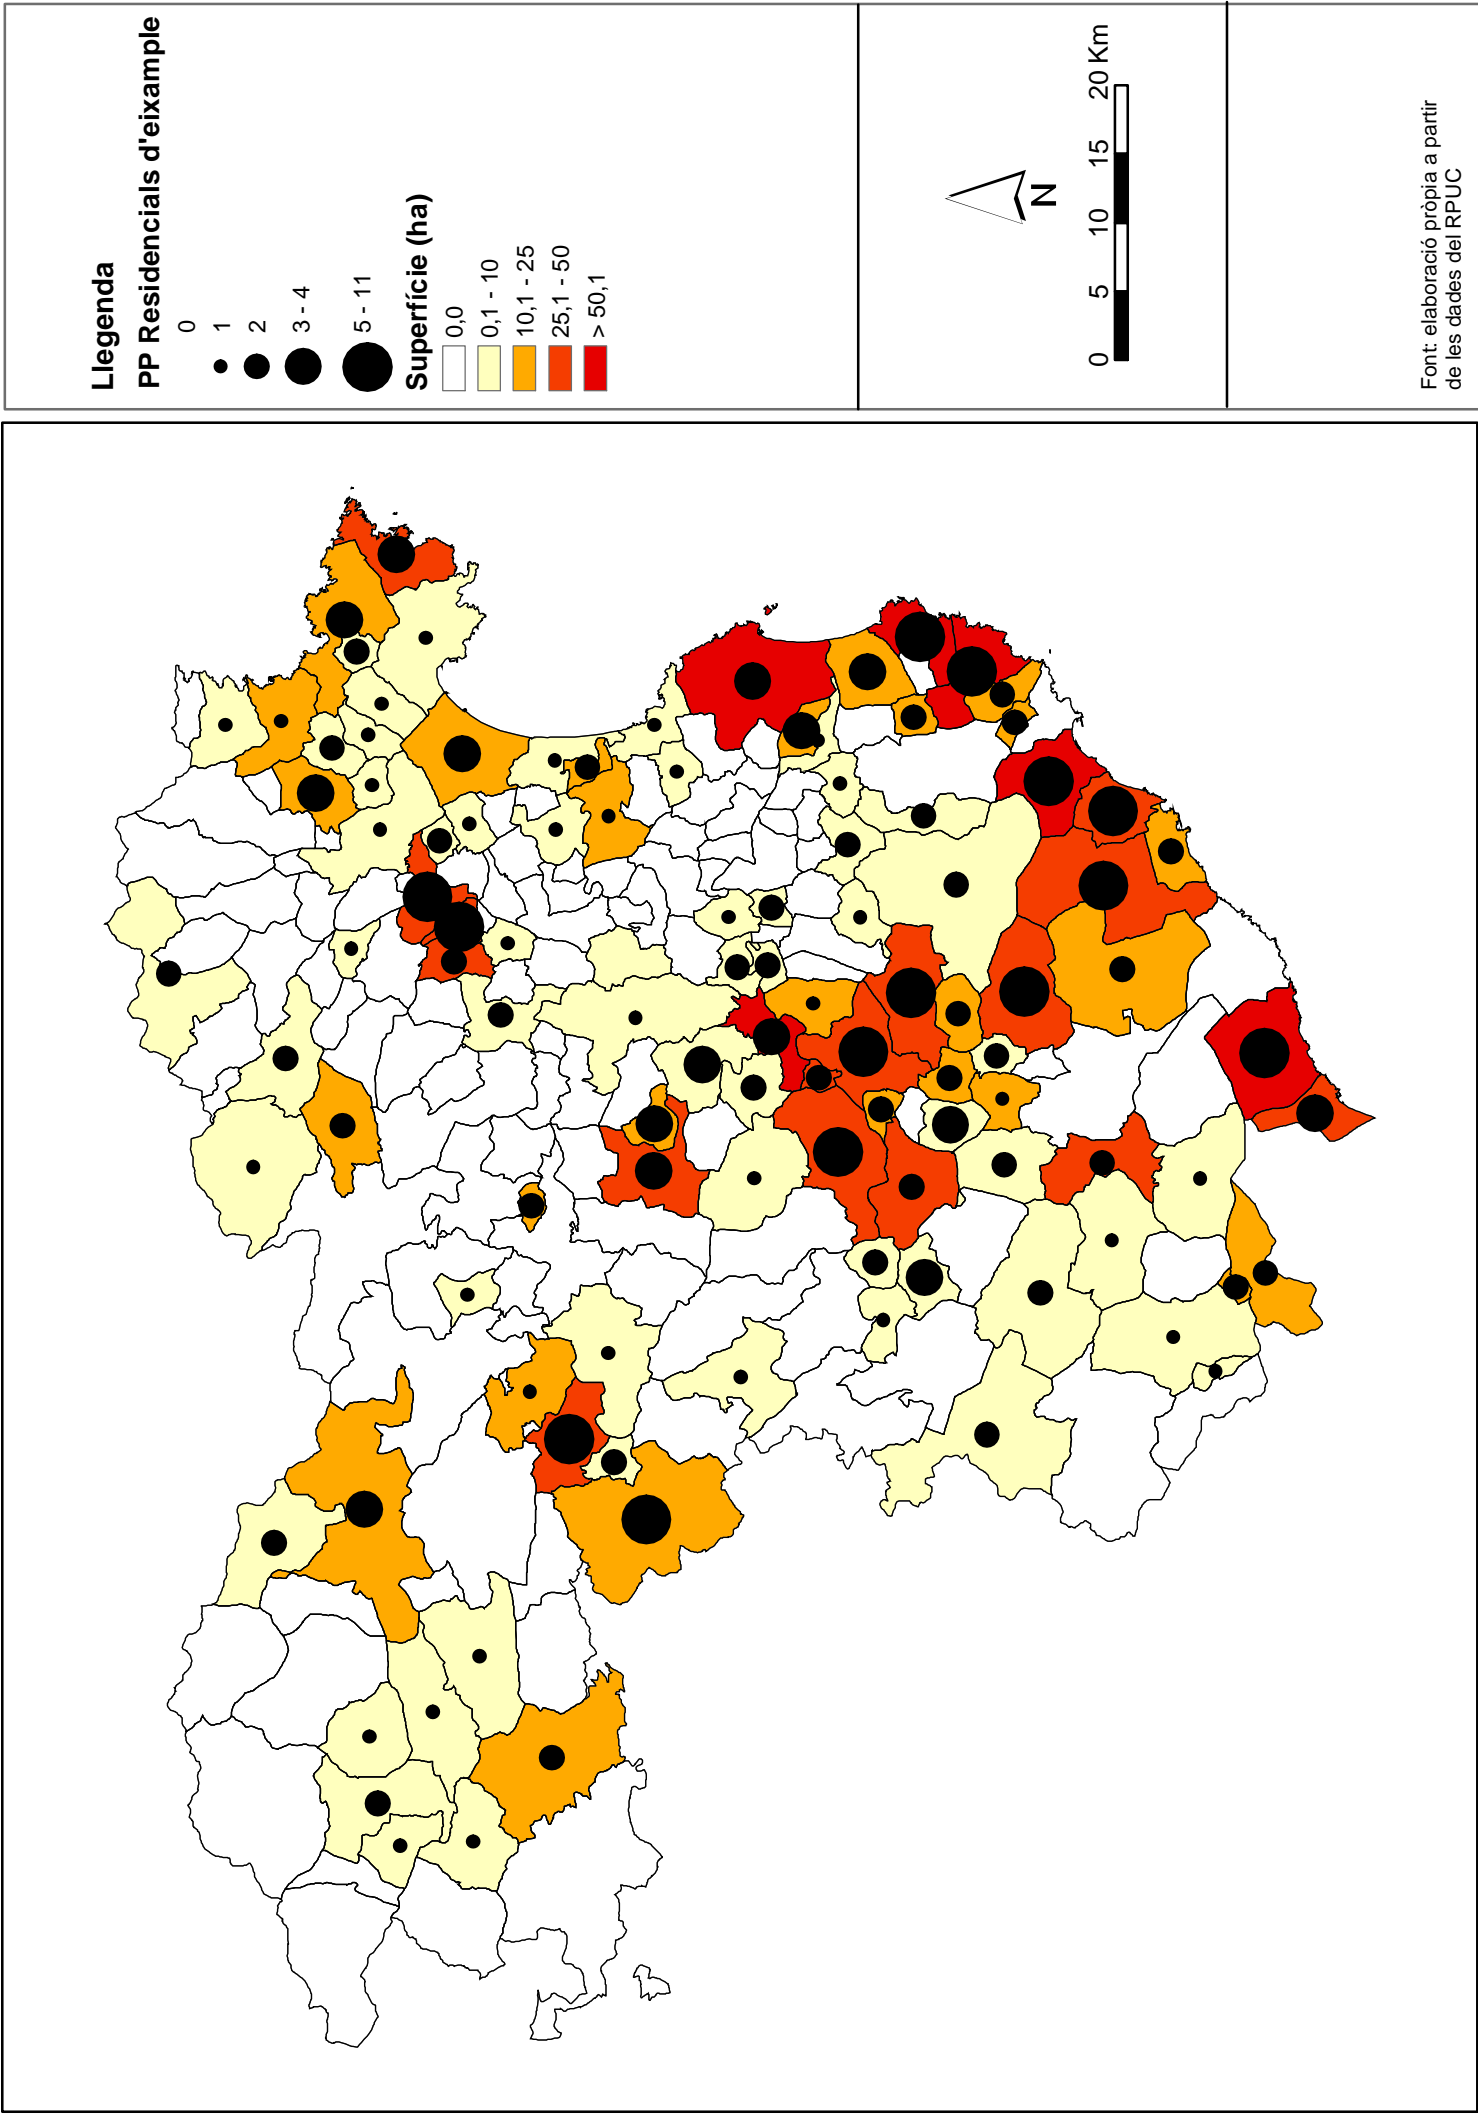 Llegenda
PP Residencials d'eixample
0
1
2
3 - 4
5 - 11
Superfície (ha)
0,0
0,1 - 10
10,1 - 25
25,1 - 50
> 50,1
N
0 5 10 15 20 Km
Font: elaboració pròpia a partir
de les dades del RPUC